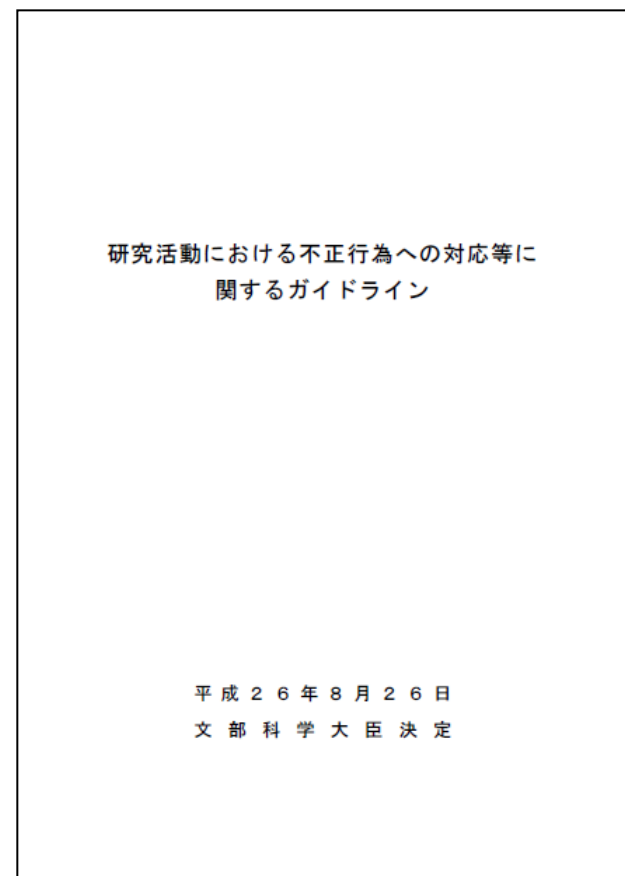 研究活動における不正行為への対応等に
関するガイドライン
平成２６年８月２６日
文部科学大臣決定